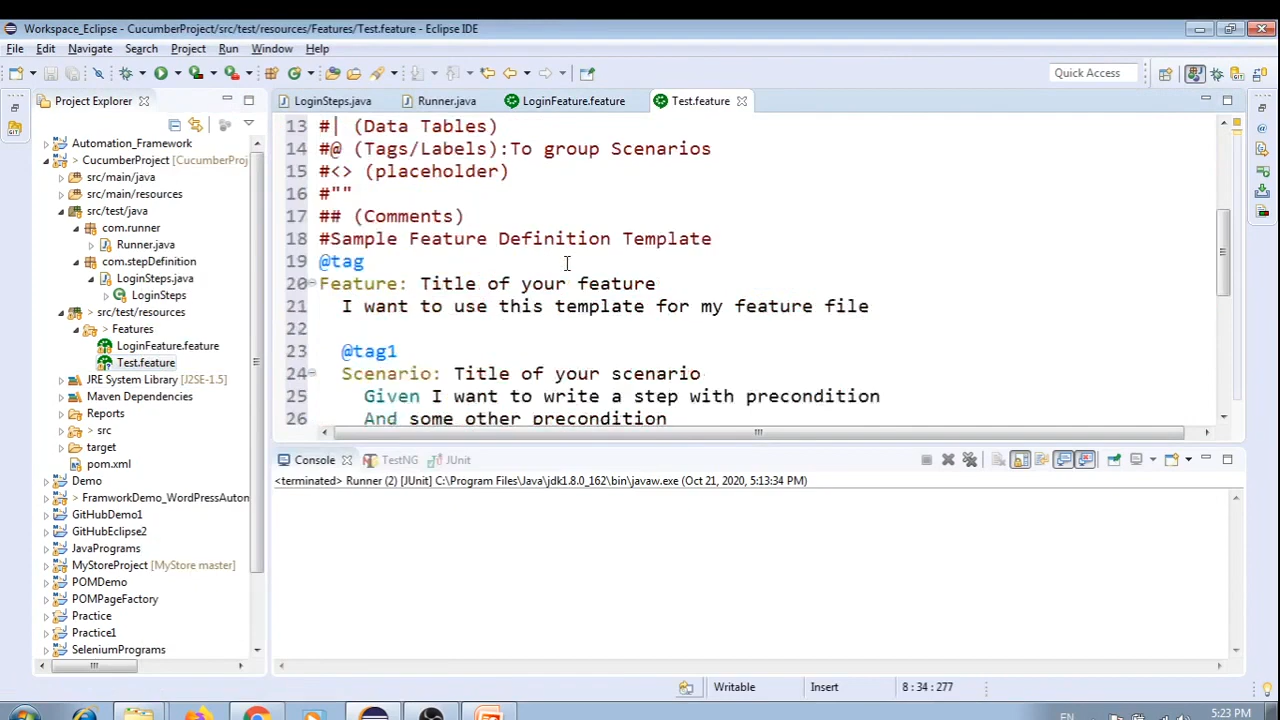 Workspace_Eclipse - CucumberProject/src/test/resources/Features/Test.feature - Eclipse IDE
File Edit Navigate Search Project Run Window Help
Quick Access
Project Explorer
LoginSteps.java Runner.java LoginFeature.feature Test.feature
Automation_Framework
CucumberProject [CucumberProj
src/main/java
src/main/resources
src/test/java
com.runner
Runner.java
com.stepDefinition
LoginSteps.java
LoginSteps
src/test/resources
Features
LoginFeature.feature
Test.feature
JRE System Library [J2SE-1.5]
Maven Dependencies
Reports
src
target
pom.xml
Demo
FramworkDemo_WordPressAuton
GitHubDemo1
GitHubEclipse2
JavaPrograms
MyStoreProject [MyStore master]
POMDemo
POMPageFactory
Practice
Practice1
SeleniumPrograms
13 #| (Data Tables)
14 #@ (Tags/Labels):To group Scenarios
15 #<> (placeholder)
16 #""
17 ## (Comments)
18 #Sample Feature Definition Template
19 @tag
20 Feature: Title of your feature
21 I want to use this template for my feature file
22
23 @tag1
24 Scenario: Title of your scenario
25 Given I want to write a step with precondition
26 And some other precondition
Console TestNG JUnit
<terminated> Runner (2) [JUnit] C:\Program Files\Java\jdk1.8.0_162\bin\javaw.exe (Oct 21, 2020, 5:13:34 PM)
Writable Insert 8 : 34 : 277
EN 5:23 PM